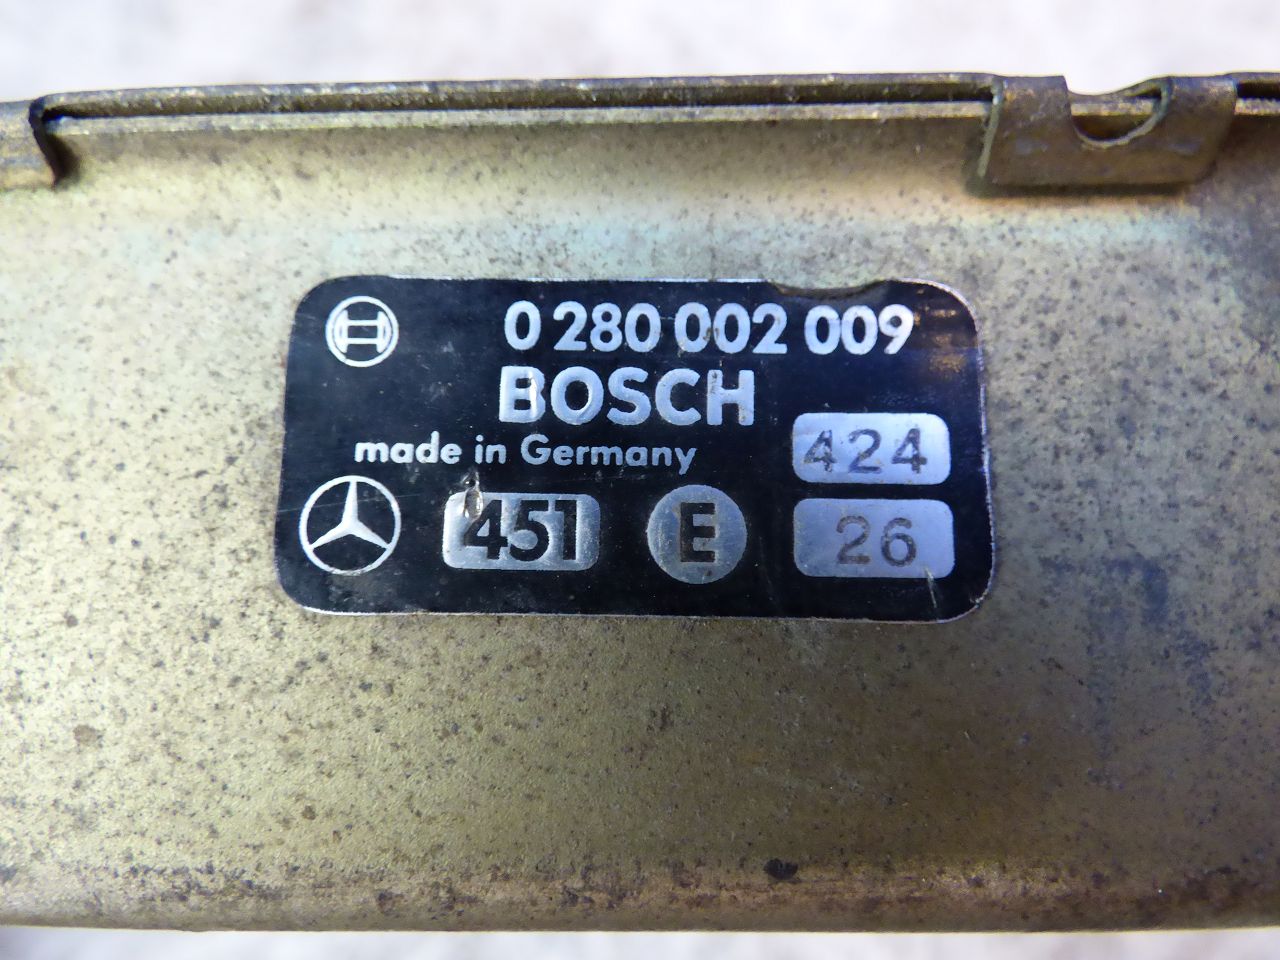 0 280 002 009
BOSCH
made in Germany
424
451 E 26